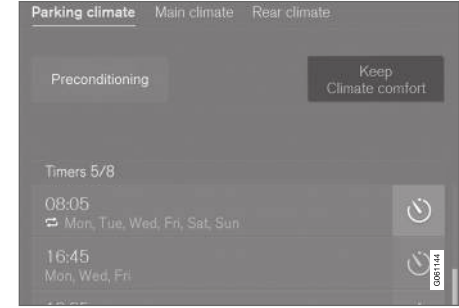 Parking climate Main climate Rear climate
Preconditioning
Keep
Climate comfort
Timers 5/8
08:05
Mon, Tue, Wed, Fri, Sat, Sun
16:45
Mon, Wed, Fri
G061144